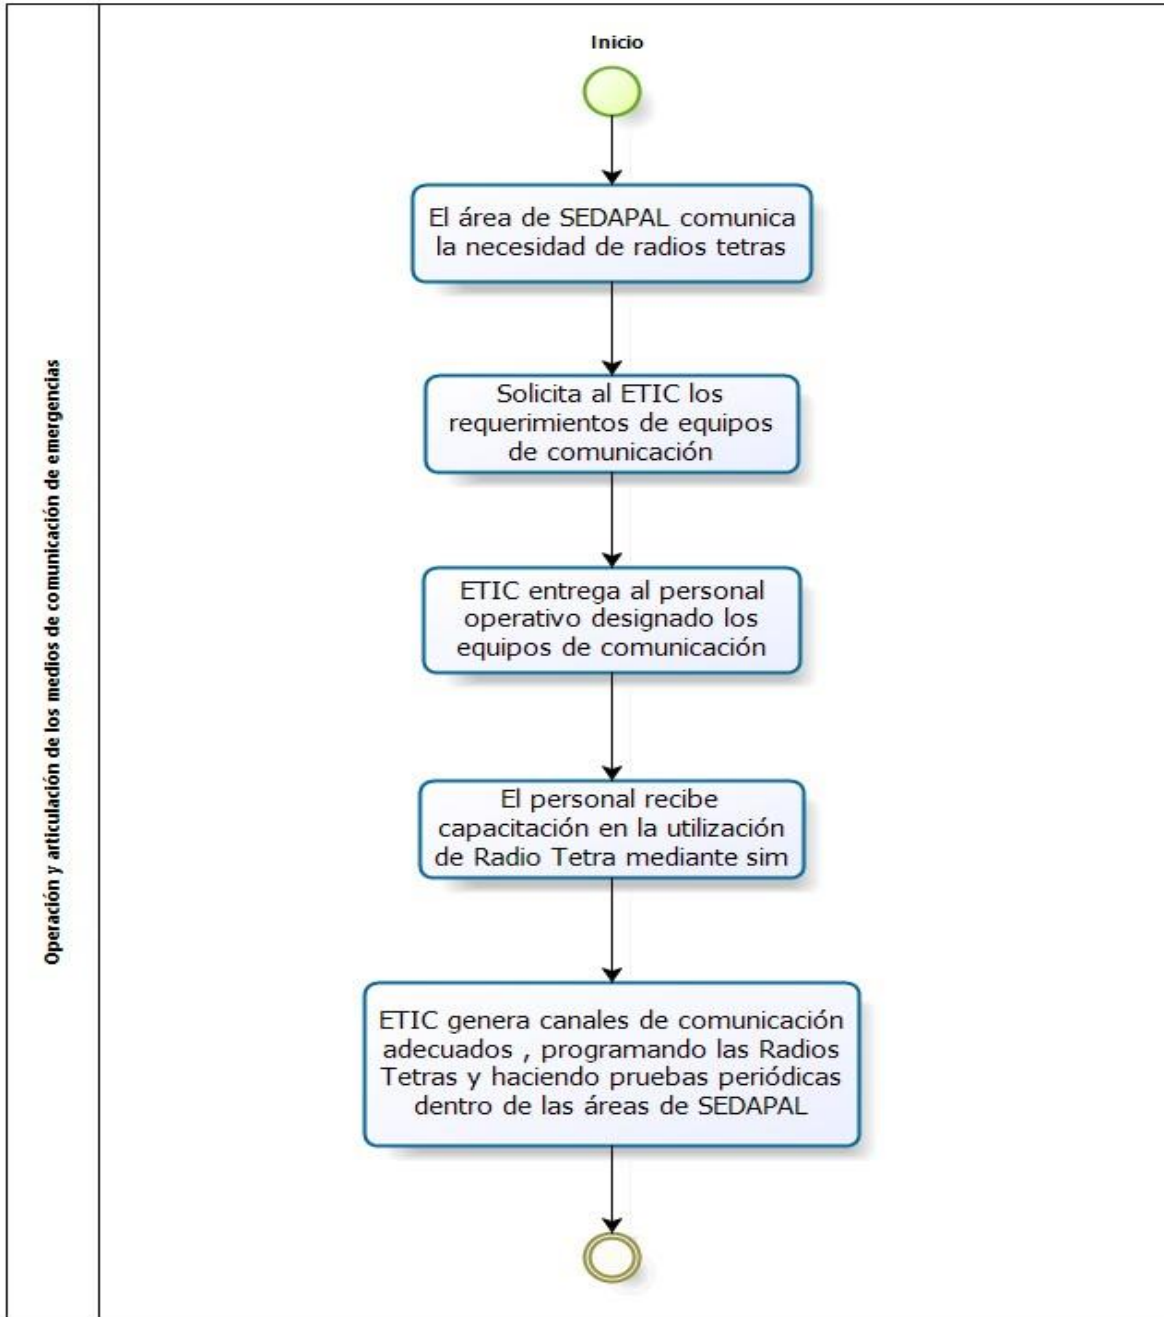 Inicio
El área de SEDAPAL comunica
la necesidad de radios tetras
Solicita al ETIC los
requerimientos de equipos
de comunicación
ETIC entrega al personal
operativo designado los
equipos de comunicación
El personal recibe
capacitación en la utilización
de Radio Tetra mediante sim
ETIC genera canales de comunicación
adecuados , programando las Radios
Tetras y haciendo pruebas periódicas
dentro de las áreas de SEDAPAL
Operación y articulación de los medios de comunicación de emergencias